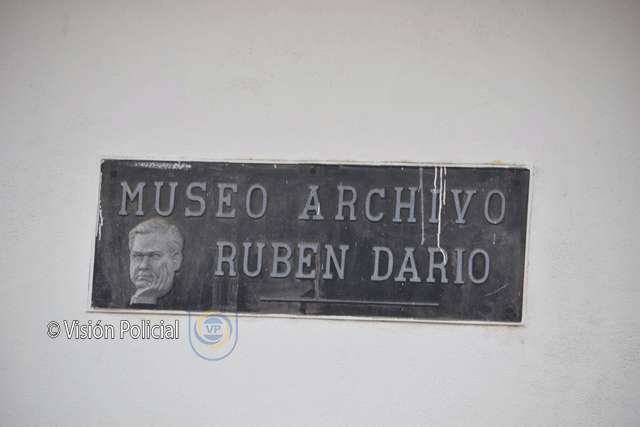 MUSEO ARCHIVO
RUBEN DARIO
© Visión Policial
VP